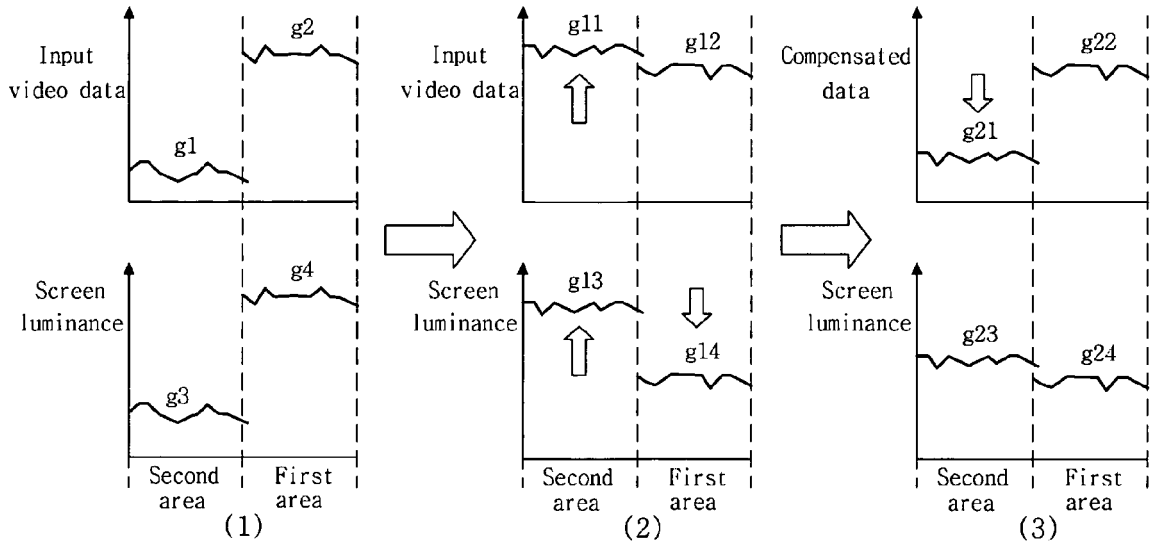 Input
video data
g1
g2
Screen
luminance
g3
g4
Second
area
First
area
(1)
Input
video data
g11
g12
Screen
luminance
g13
g14
Second
area
First
area
(2)
Compensated
data
g21
g22
Screen
luminance
g23
g24
Second
area
First
area
(3)